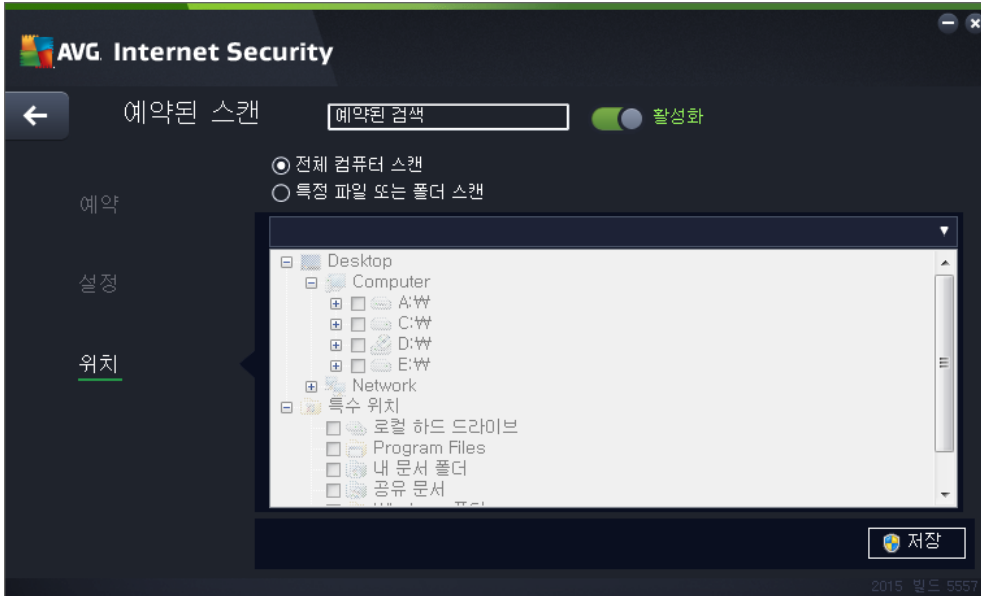 AVG Internet Security
예약된 스캔
예약된 검색
활성화
전체 컴퓨터 스캔
특정 파일 또는 폴더 스캔
예약
설정
위치
Desktop
Computer
A:₩
C:₩
D:₩
E:₩
Network
특수 위치
로컬 하드 드라이브
Program Files
내 문서 폴더
공유 문서
저장
2015 빌드 5557